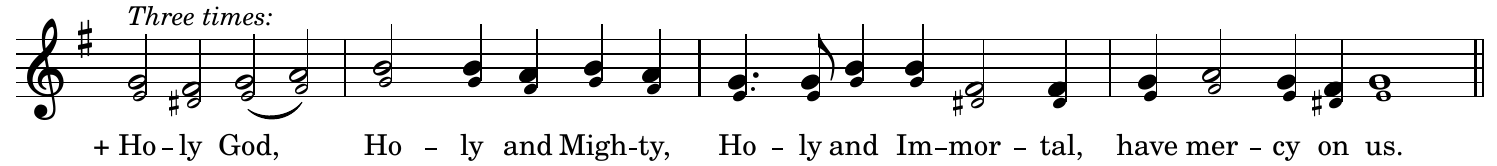 Three times:
+ Ho – ly God, Ho – ly and Migh-ty, Ho – ly and Im–mor – tal, have mer – cy on us.